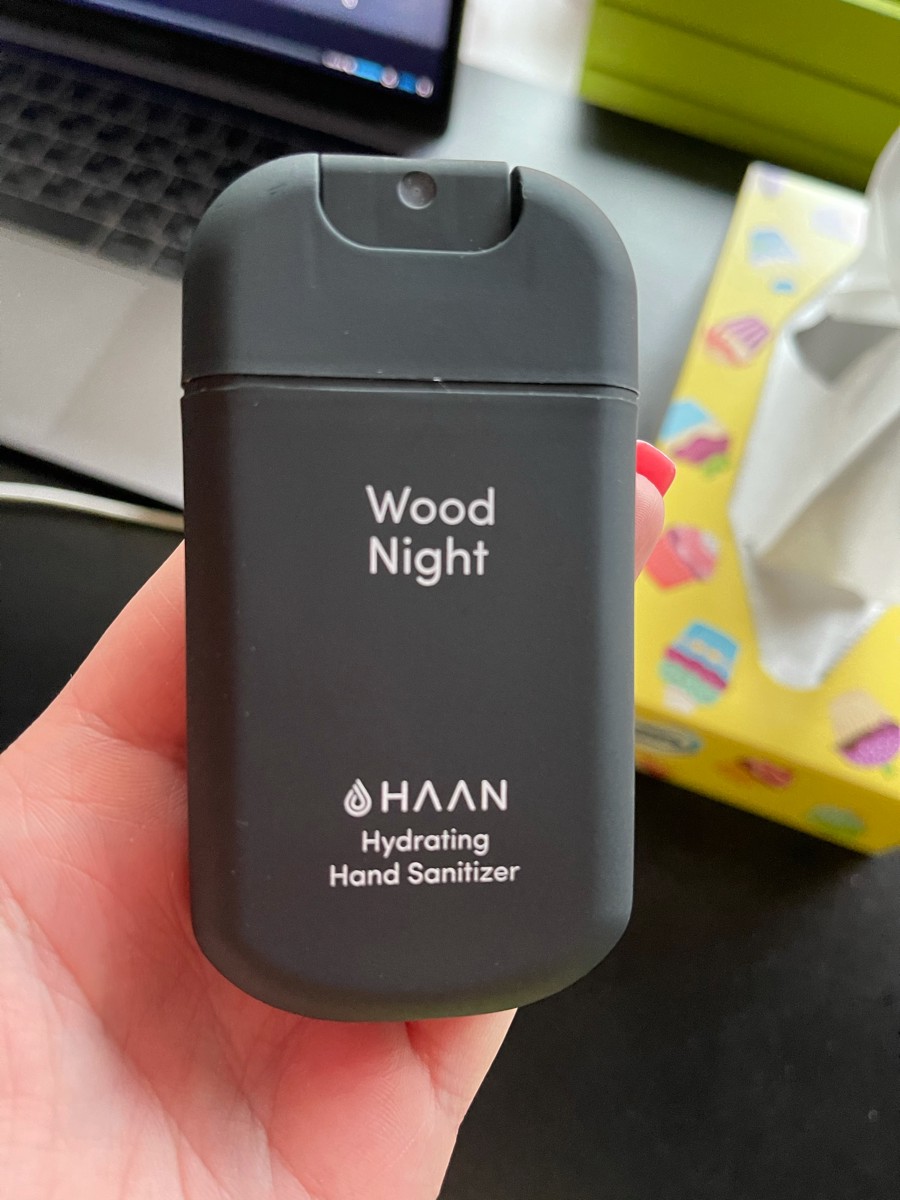 Wood
Night
HAAN
Hydrating
Hand Sanitizer